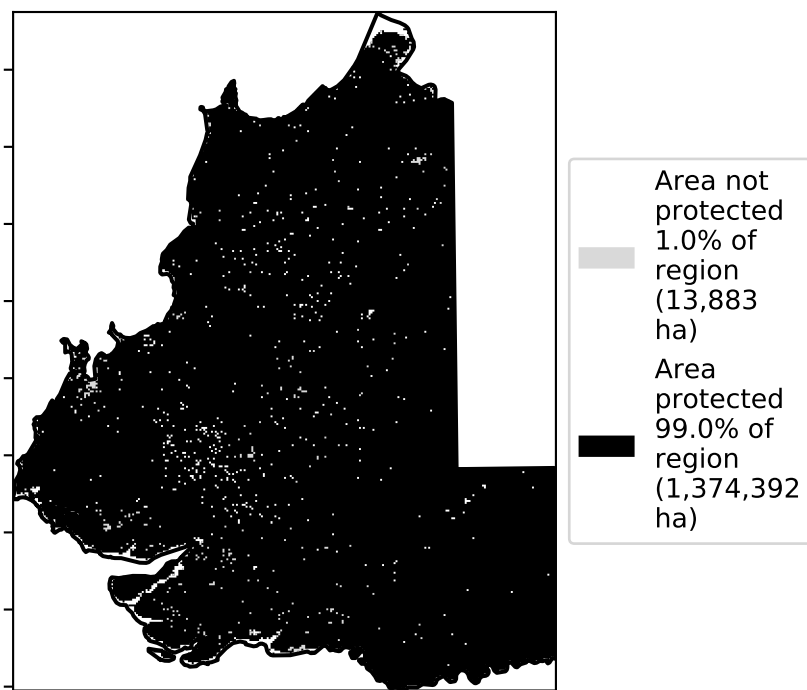 Area not
protected
1.0% of
region
(13,883
ha)
Area
protected
99.0% of
region
(1,374,392
ha)